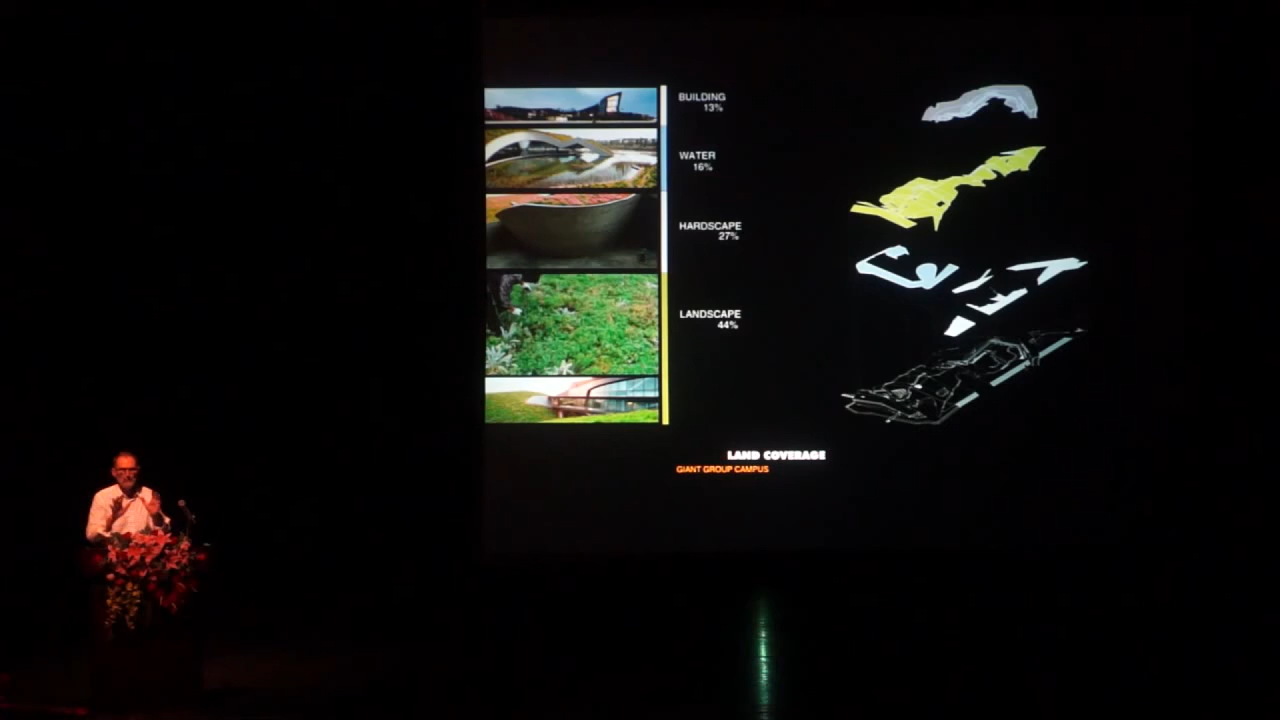 BUILDING
13%
WATER
16%
HARDSCAPE
27%
LANDSCAPE
44%
LAND COVERAGE
GIANT GROUP CAMPUS